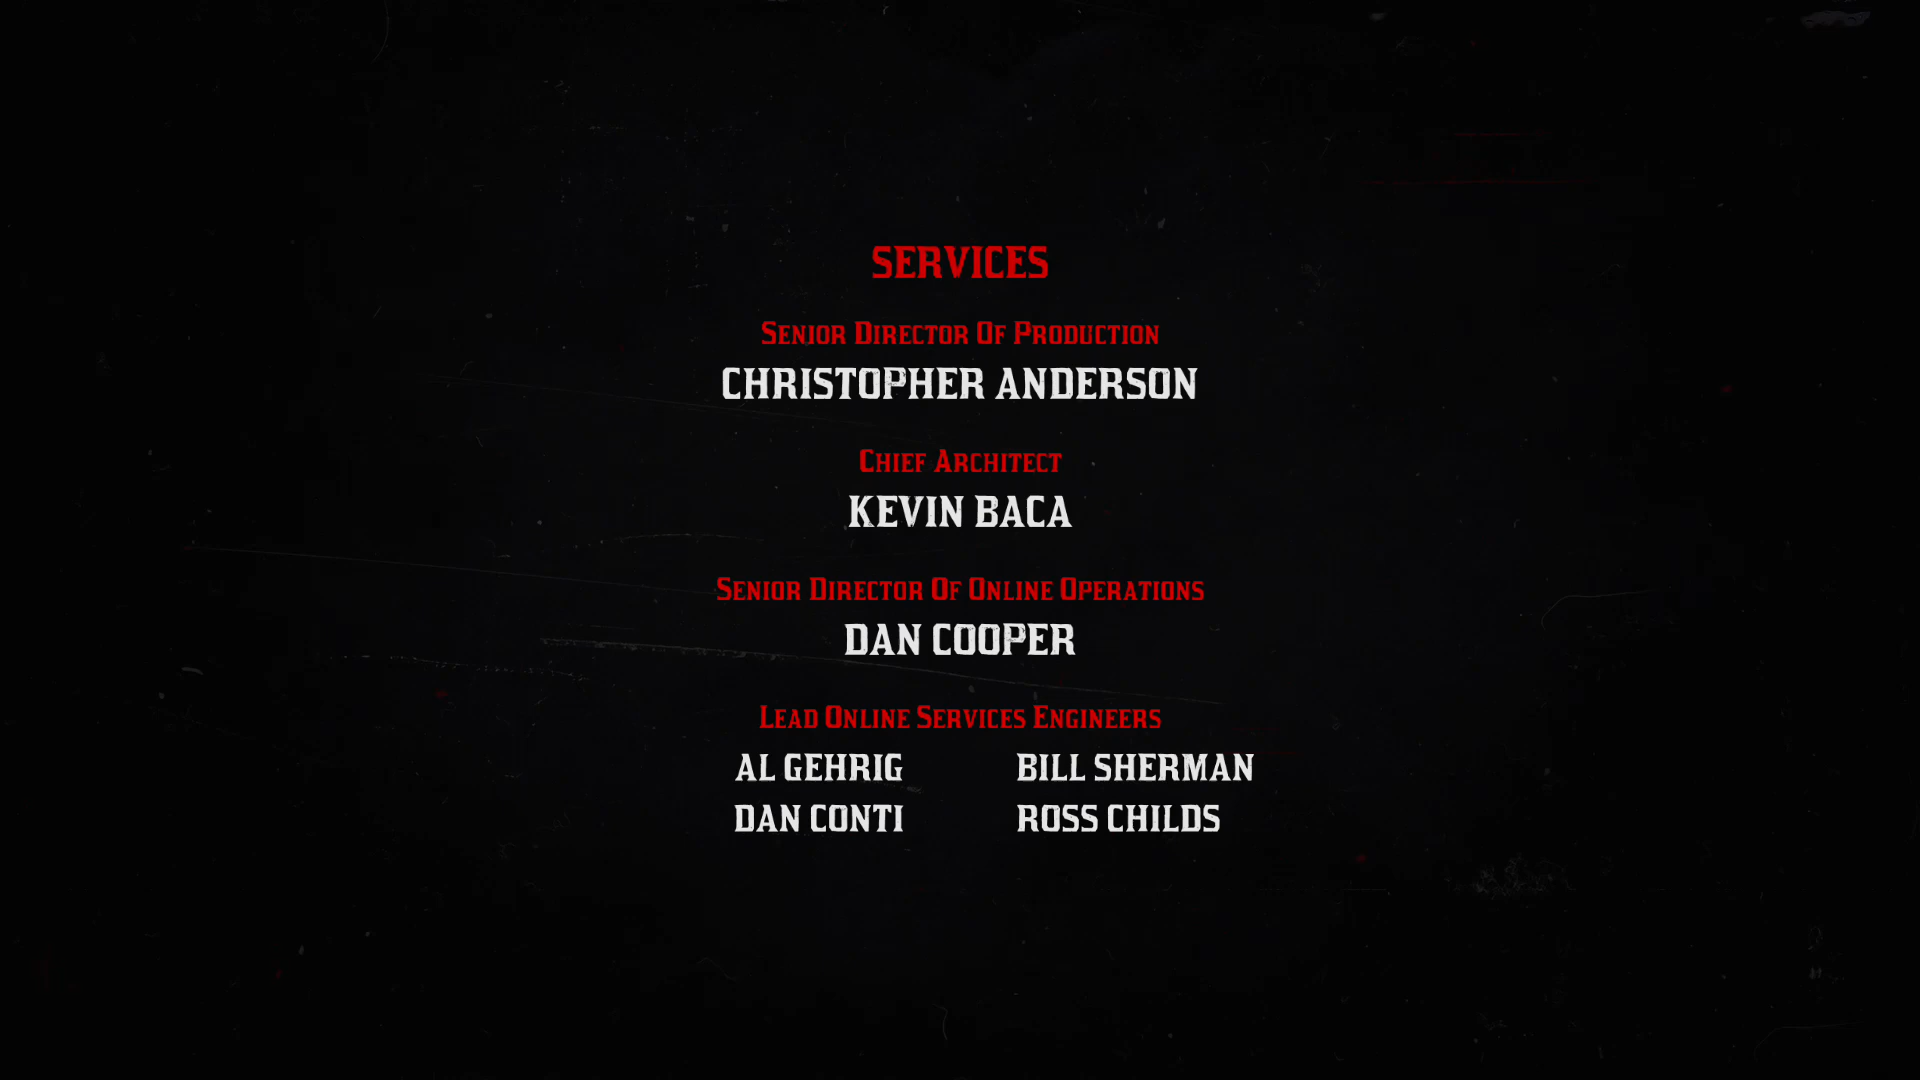 SERVICES
Senior Director Of Production
CHRISTOPHER ANDERSON
Chief Architect
KEVIN BACA
Senior Director Of Online Operations
DAN COOPER
Lead Online Services Engineers
AL GEHRIG BILL SHERMAN
DAN CONTI ROSS CHILDS